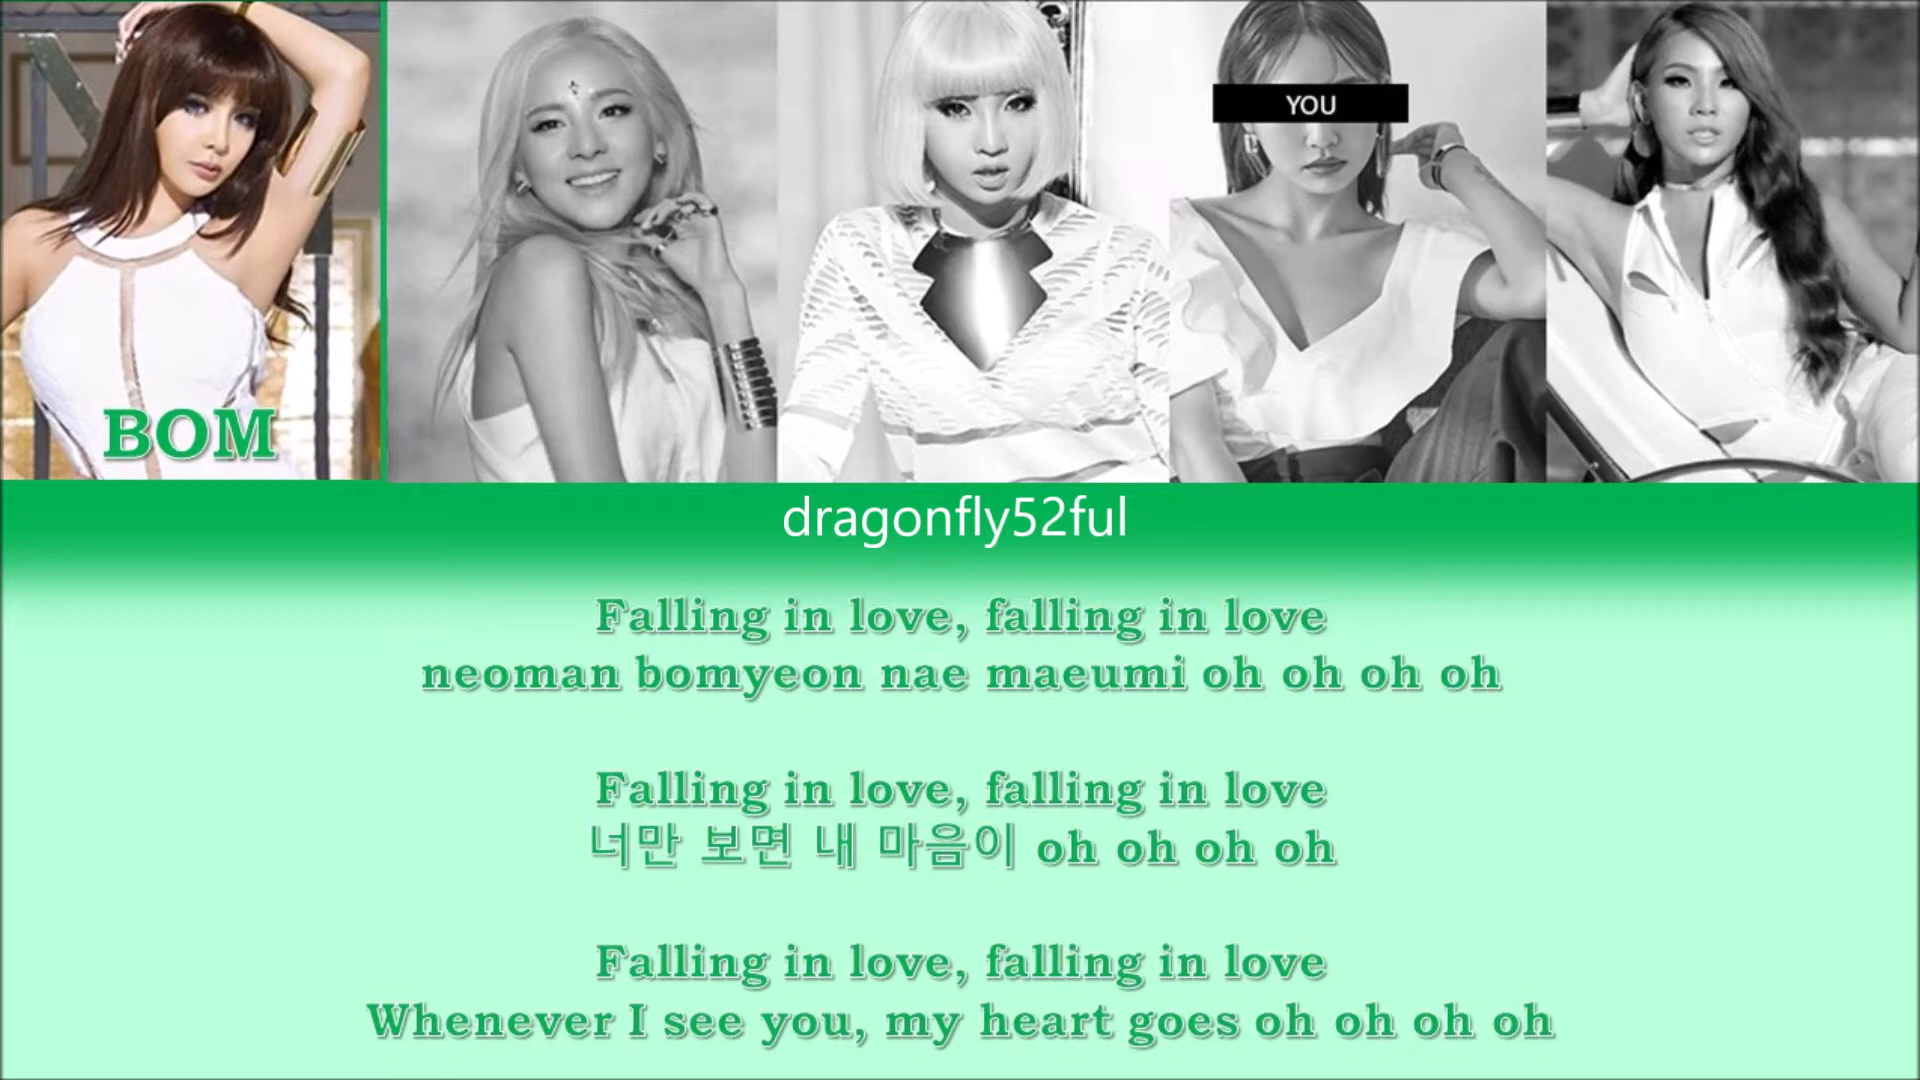 YOU
BOM
dragonfly52ful
Falling in love, falling in love
neoman bomyeon nae maeumi oh oh oh oh
Falling in love, falling in love
너만 보면 내 마음이 oh oh oh oh
Falling in love, falling in love
Whenever I see you, my heart goes oh oh oh oh